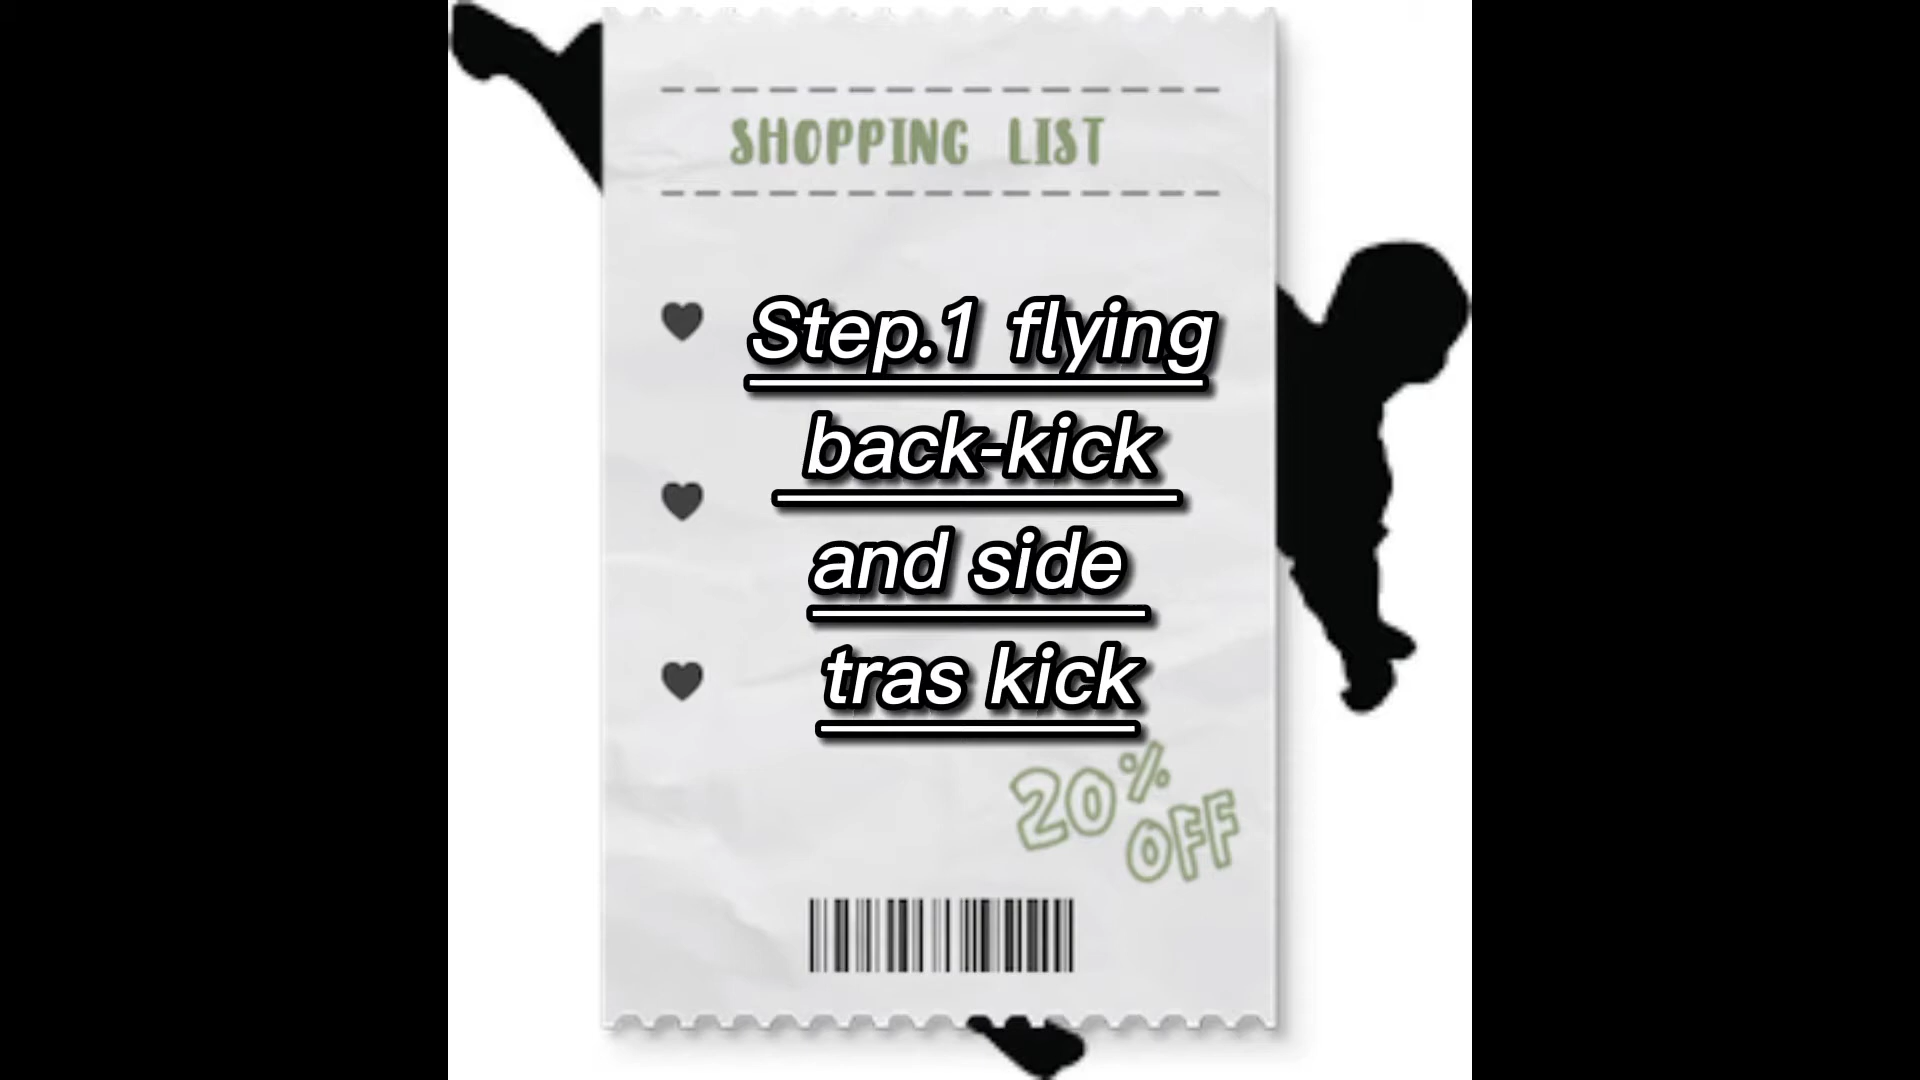 SHOPPING LIST
Step.1 flying
back-kick
and side
tras kick
20%
OFF